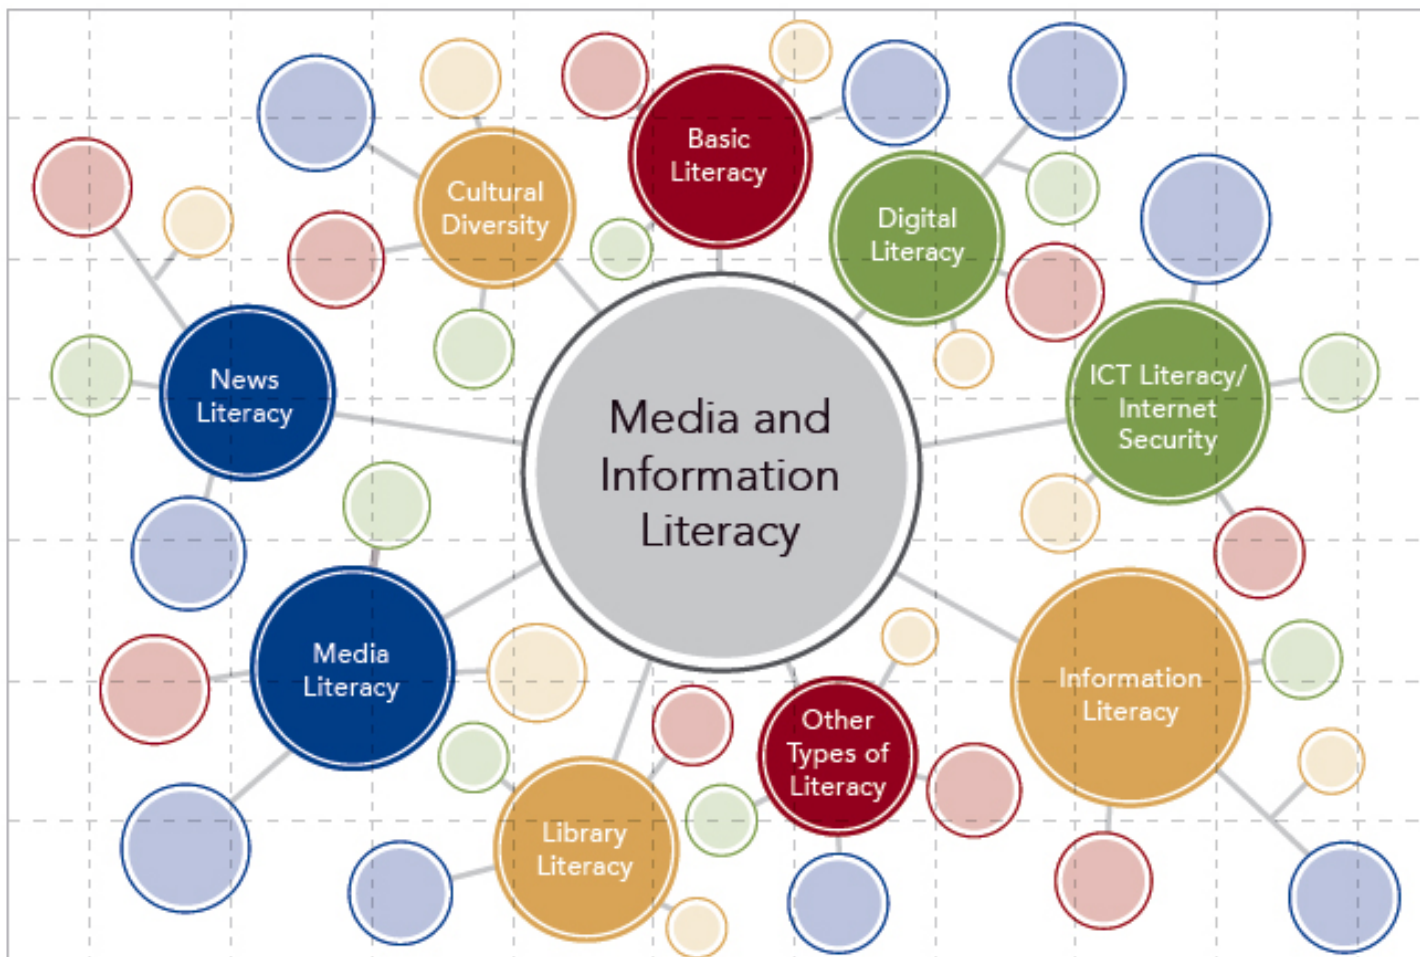 Basic
Literacy
Cultural
Diversity
Digital
Literacy
News
Literacy
ICT Literacy/
Internet
Security
Media and
Information
Literacy
Media
Literacy
Information
Literacy
Other
Types of
Literacy
Library
Literacy